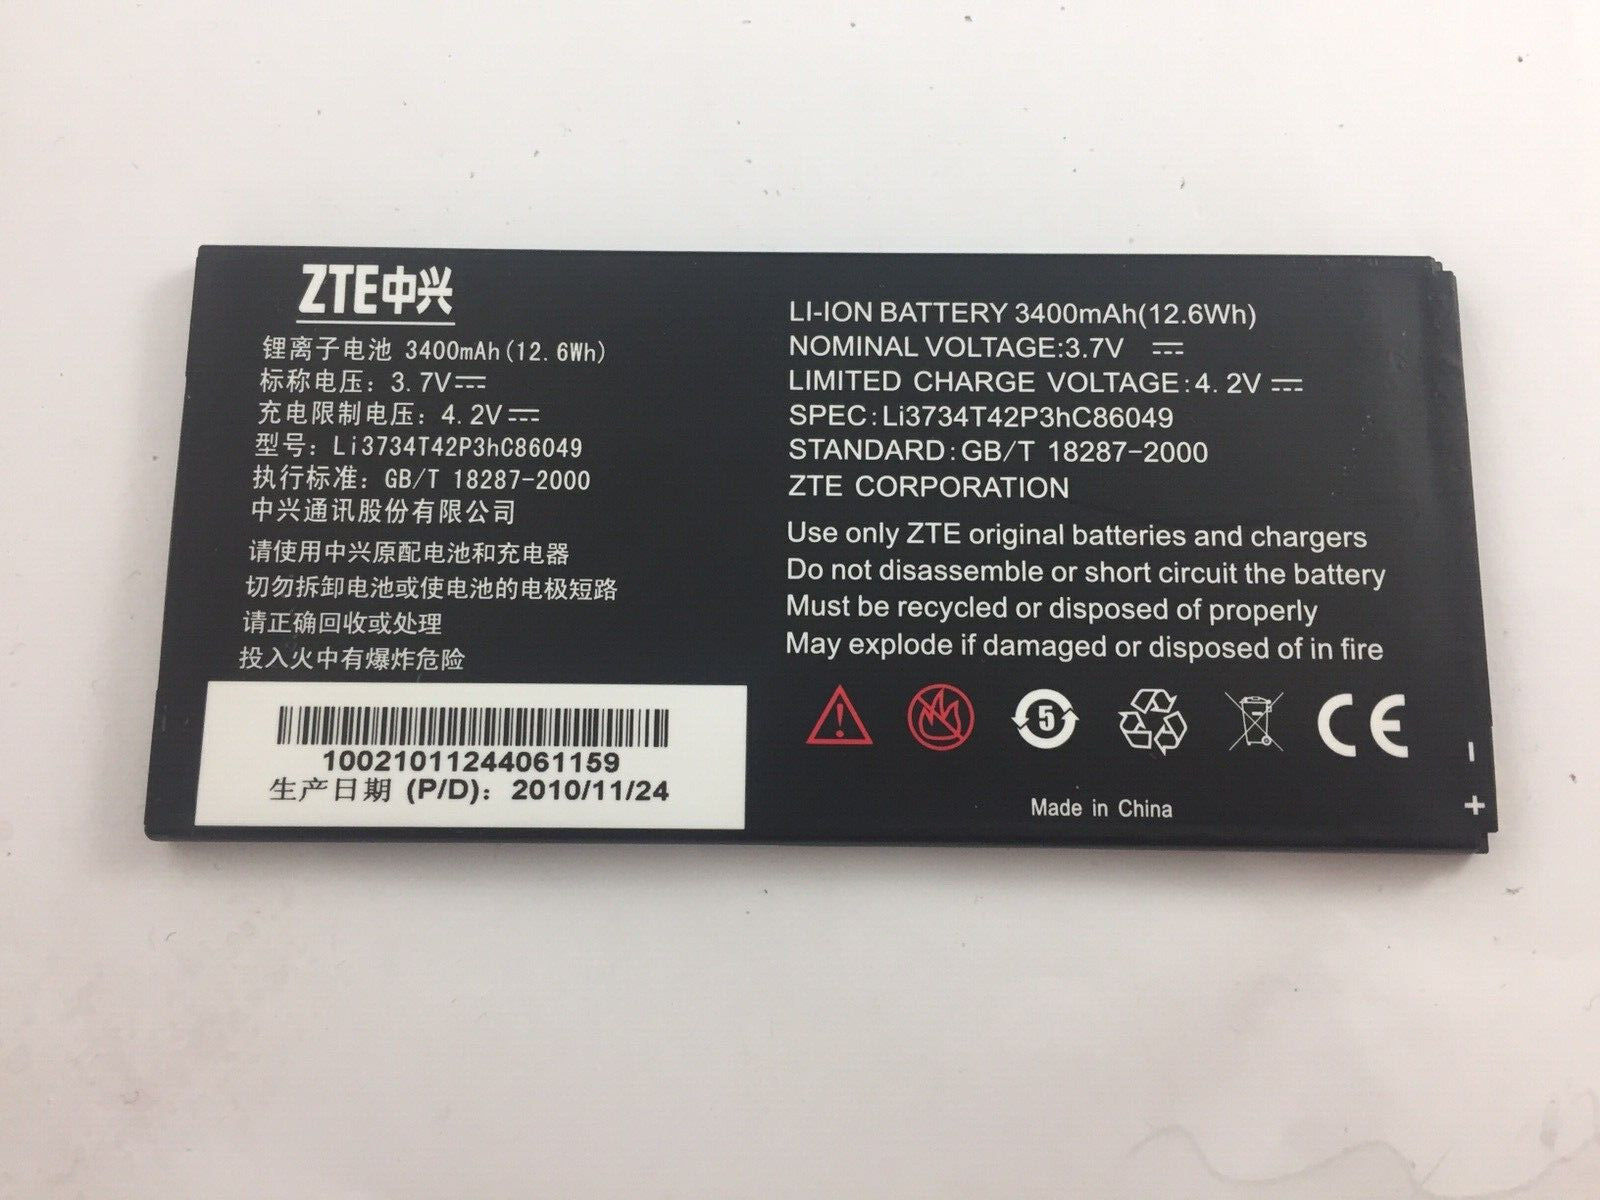 ZTE中兴
锂离子电池 3400mAh(12.6Wh)
标称电压: 3.7V⎓
充电限制电压: 4.2V⎓
型号: Li3734T42P3hC86049
执行标准: GB/T 18287-2000
中兴通讯股份有限公司
请使用中兴原配电池和充电器
切勿拆卸电池或使电池的电极短路
请正确回收或处理
投入火中有爆炸危险
10021011244061159
生产日期 (P/D): 2010/11/24
LI-ION BATTERY 3400mAh(12.6Wh)
NOMINAL VOLTAGE:3.7V ⎓
LIMITED CHARGE VOLTAGE:4.2V ⎓
SPEC:Li3734T42P3hC86049
STANDARD:GB/T 18287-2000
ZTE CORPORATION
Use only ZTE original batteries and chargers
Do not disassemble or short circuit the battery
Must be recycled or disposed of properly
May explode if damaged or disposed of in fire
5
CE
Made in China
-
+